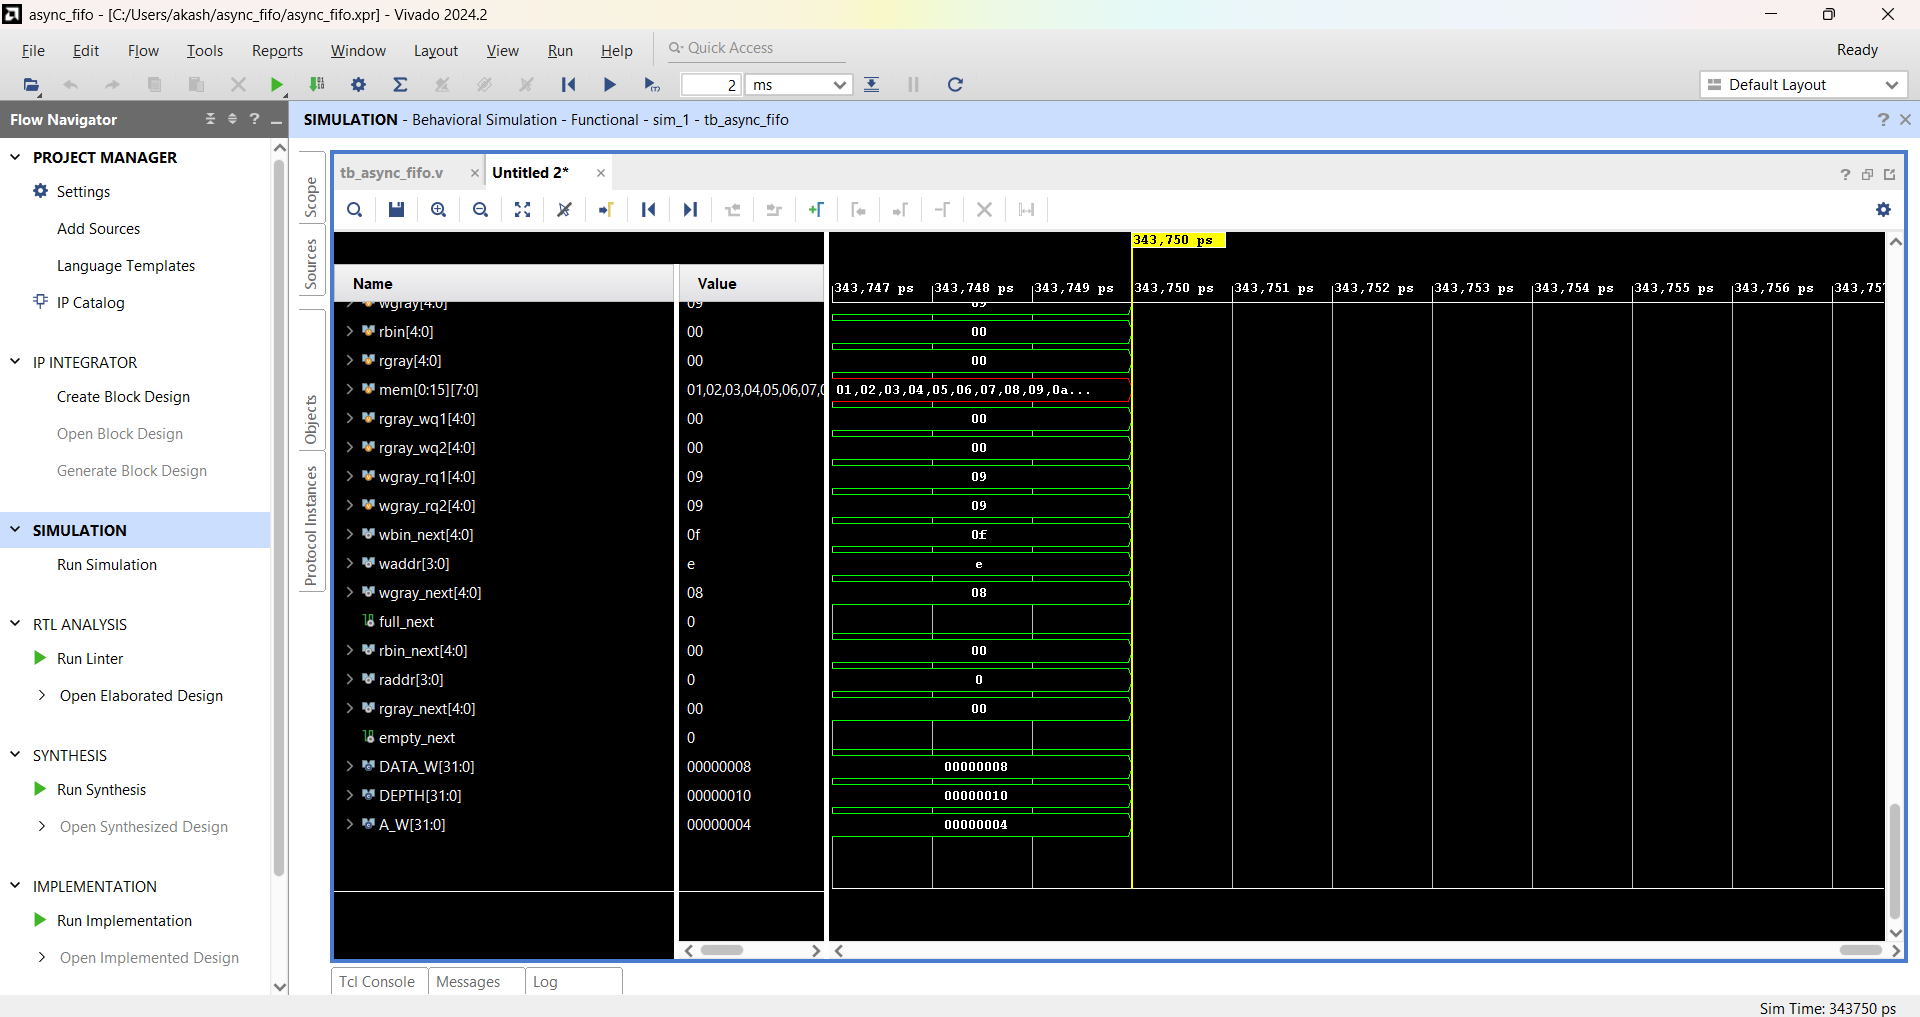 async_fifo - [C:/Users/akash/async_fifo/async_fifo.xpr] - Vivado 2024.2
File Edit Flow Tools Reports Window Layout View Run Help Quick Access Ready
2 ms Default Layout
Flow Navigator
SIMULATION - Behavioral Simulation - Functional - sim_1 - tb_async_fifo
PROJECT MANAGER
Settings
Add Sources
Language Templates
IP Catalog
IP INTEGRATOR
Create Block Design
Open Block Design
Generate Block Design
SIMULATION
Run Simulation
RTL ANALYSIS
Run Linter
Open Elaborated Design
SYNTHESIS
Run Synthesis
Open Synthesized Design
IMPLEMENTATION
Run Implementation
Open Implemented Design
Scope
Sources
Objects
Protocol Instances
tb_async_fifo.v Untitled 2*
343,750 ps
Name Value
343,747 ps 343,748 ps 343,749 ps 343,750 ps 343,751 ps 343,752 ps 343,753 ps 343,754 ps 343,755 ps 343,756 ps 343,757
wgray[4:0] 09 09
rbin[4:0] 00 00
rgray[4:0] 00 00
mem[0:15][7:0] 01,02,03,04,05,06,07,0 01,02,03,04,05,06,07,08,09,0a...
rgray_wq1[4:0] 00 00
rgray_wq2[4:0] 00 00
wgray_rq1[4:0] 09 09
wgray_rq2[4:0] 09 09
wbin_next[4:0] 0f 0f
waddr[3:0] e e
wgray_next[4:0] 08 08
full_next 0
rbin_next[4:0] 00 00
raddr[3:0] 0 0
rgray_next[4:0] 00 00
empty_next 0
DATA_W[31:0] 00000008 00000008
DEPTH[31:0] 00000010 00000010
A_W[31:0] 00000004 00000004
Tcl Console Messages Log
Sim Time: 343750 ps